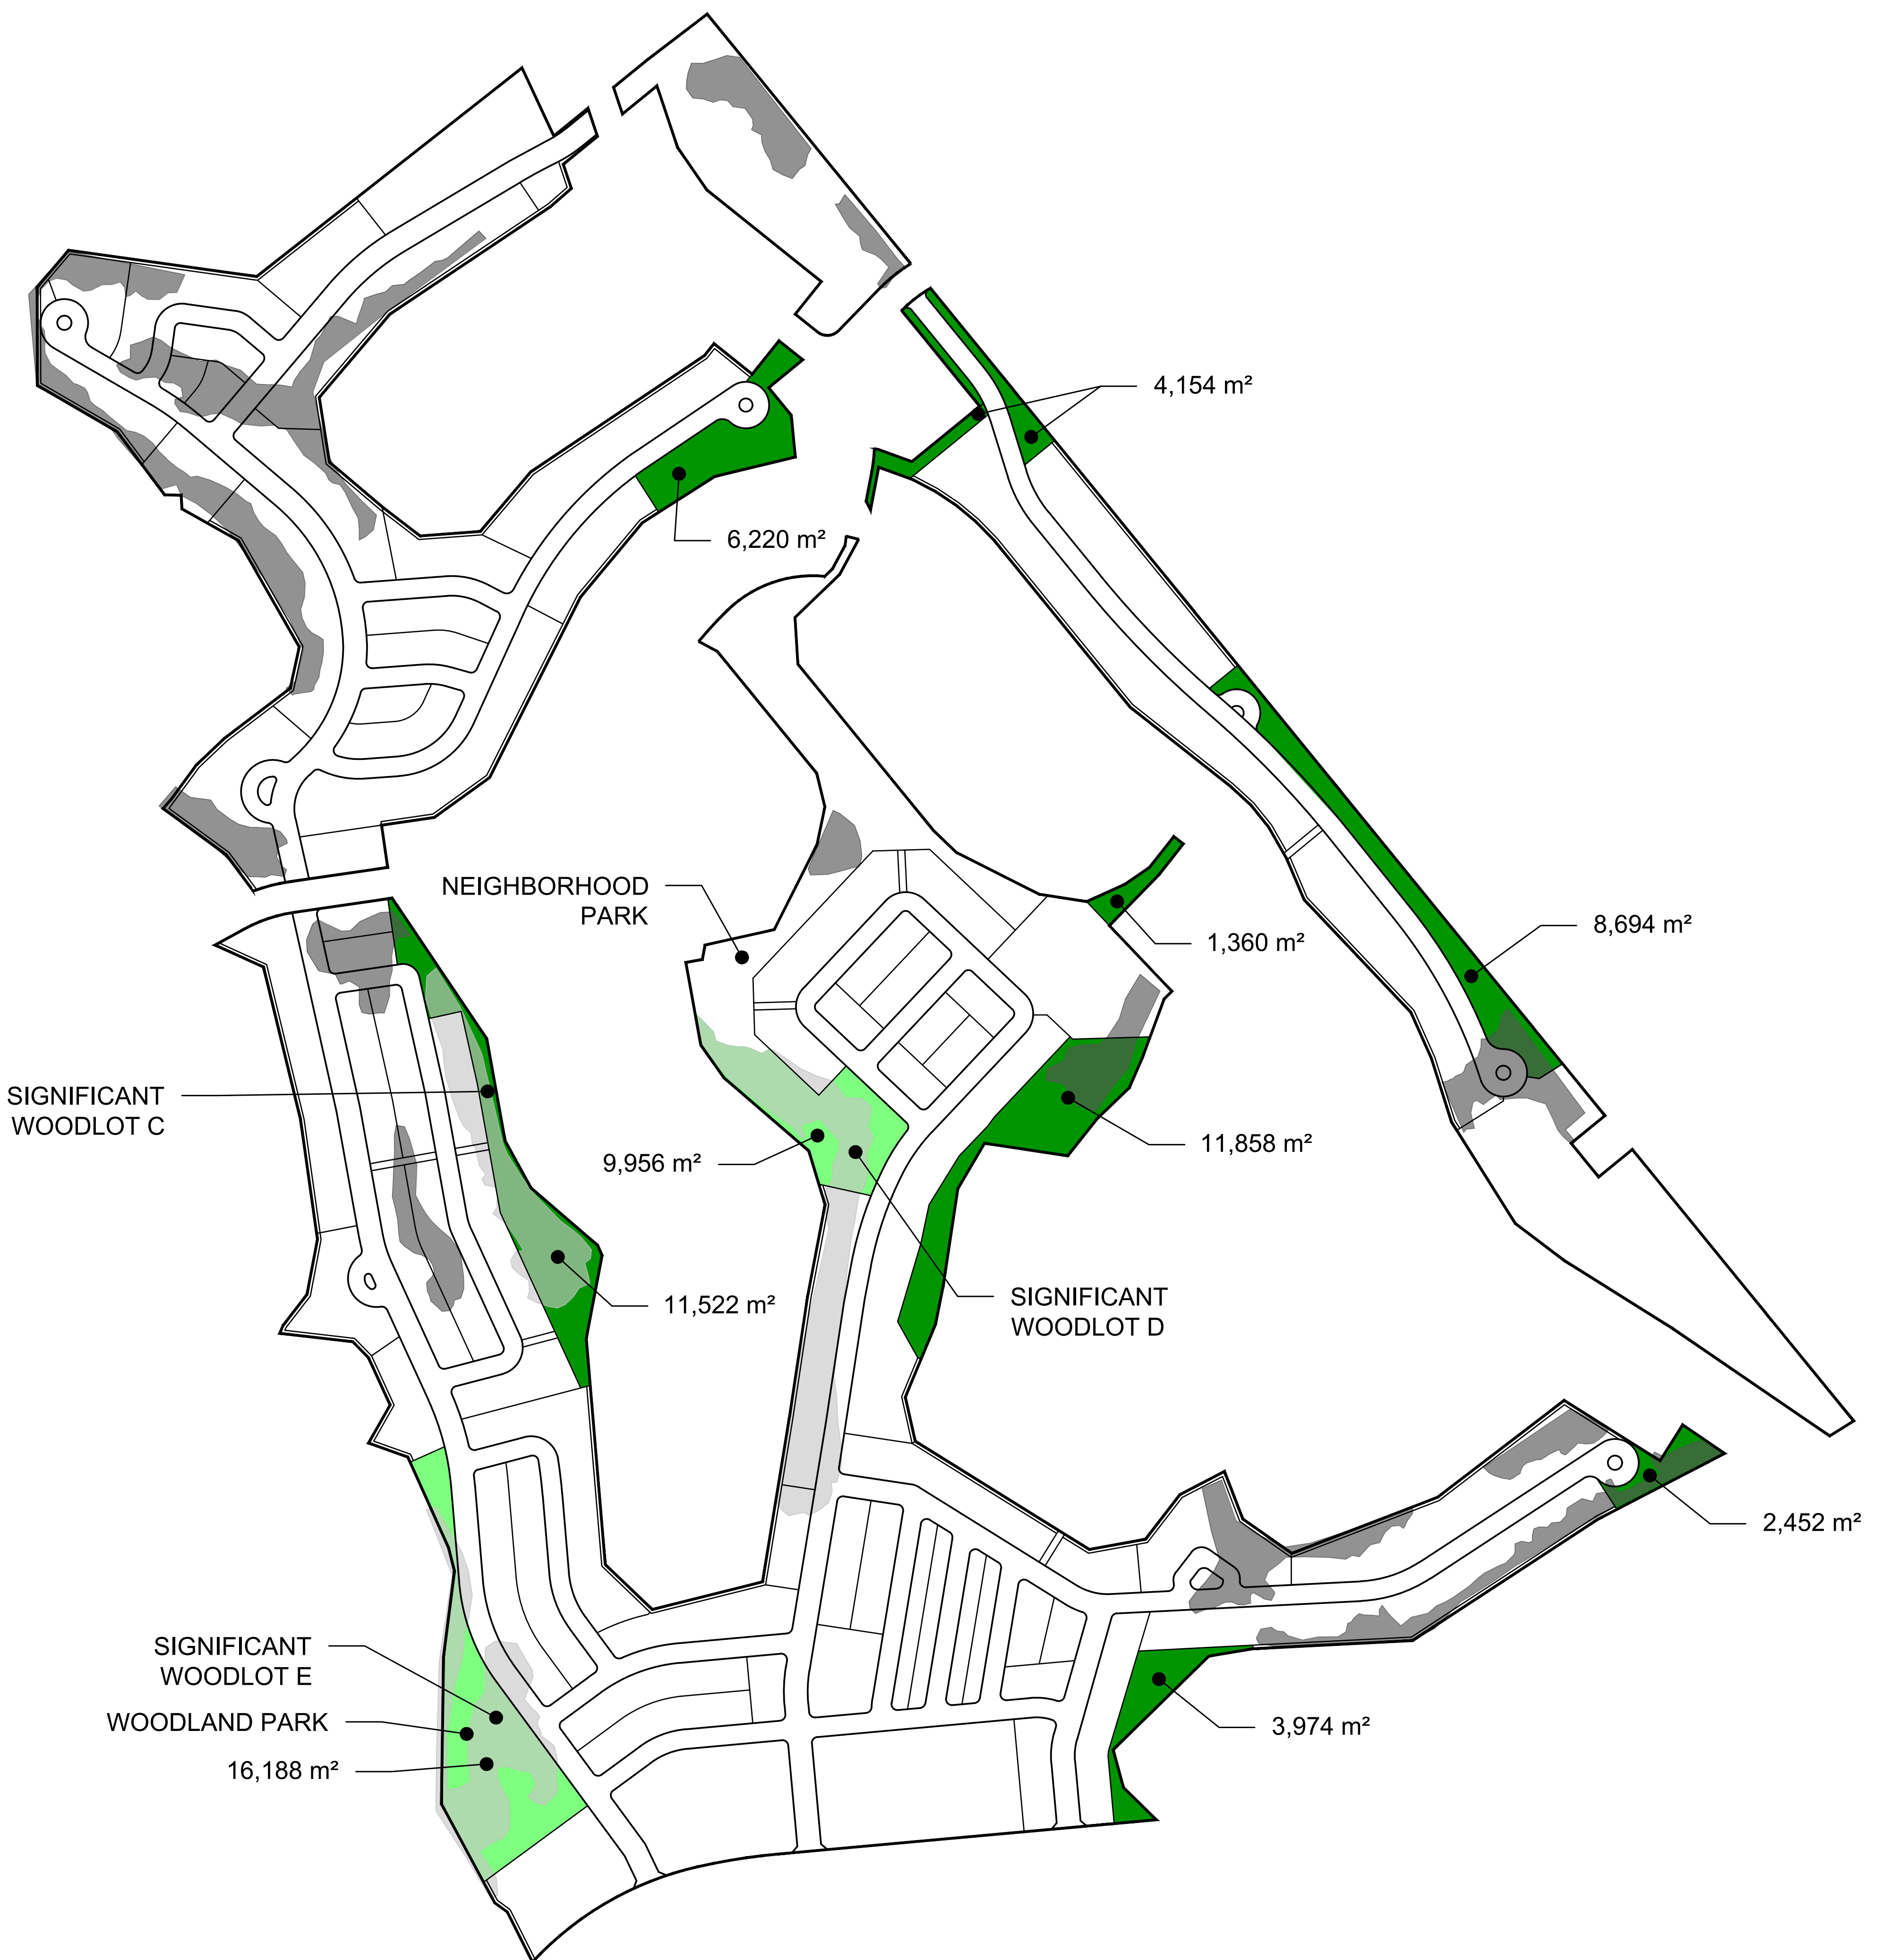 4,154 m²
6,220 m²
NEIGHBORHOOD
PARK
1,360 m²
8,694 m²
SIGNIFICANT
WOODLOT C
9,956 m²
11,858 m²
11,522 m²
SIGNIFICANT
WOODLOT D
2,452 m²
SIGNIFICANT
WOODLOT E
WOODLAND PARK
16,188 m²
3,974 m²